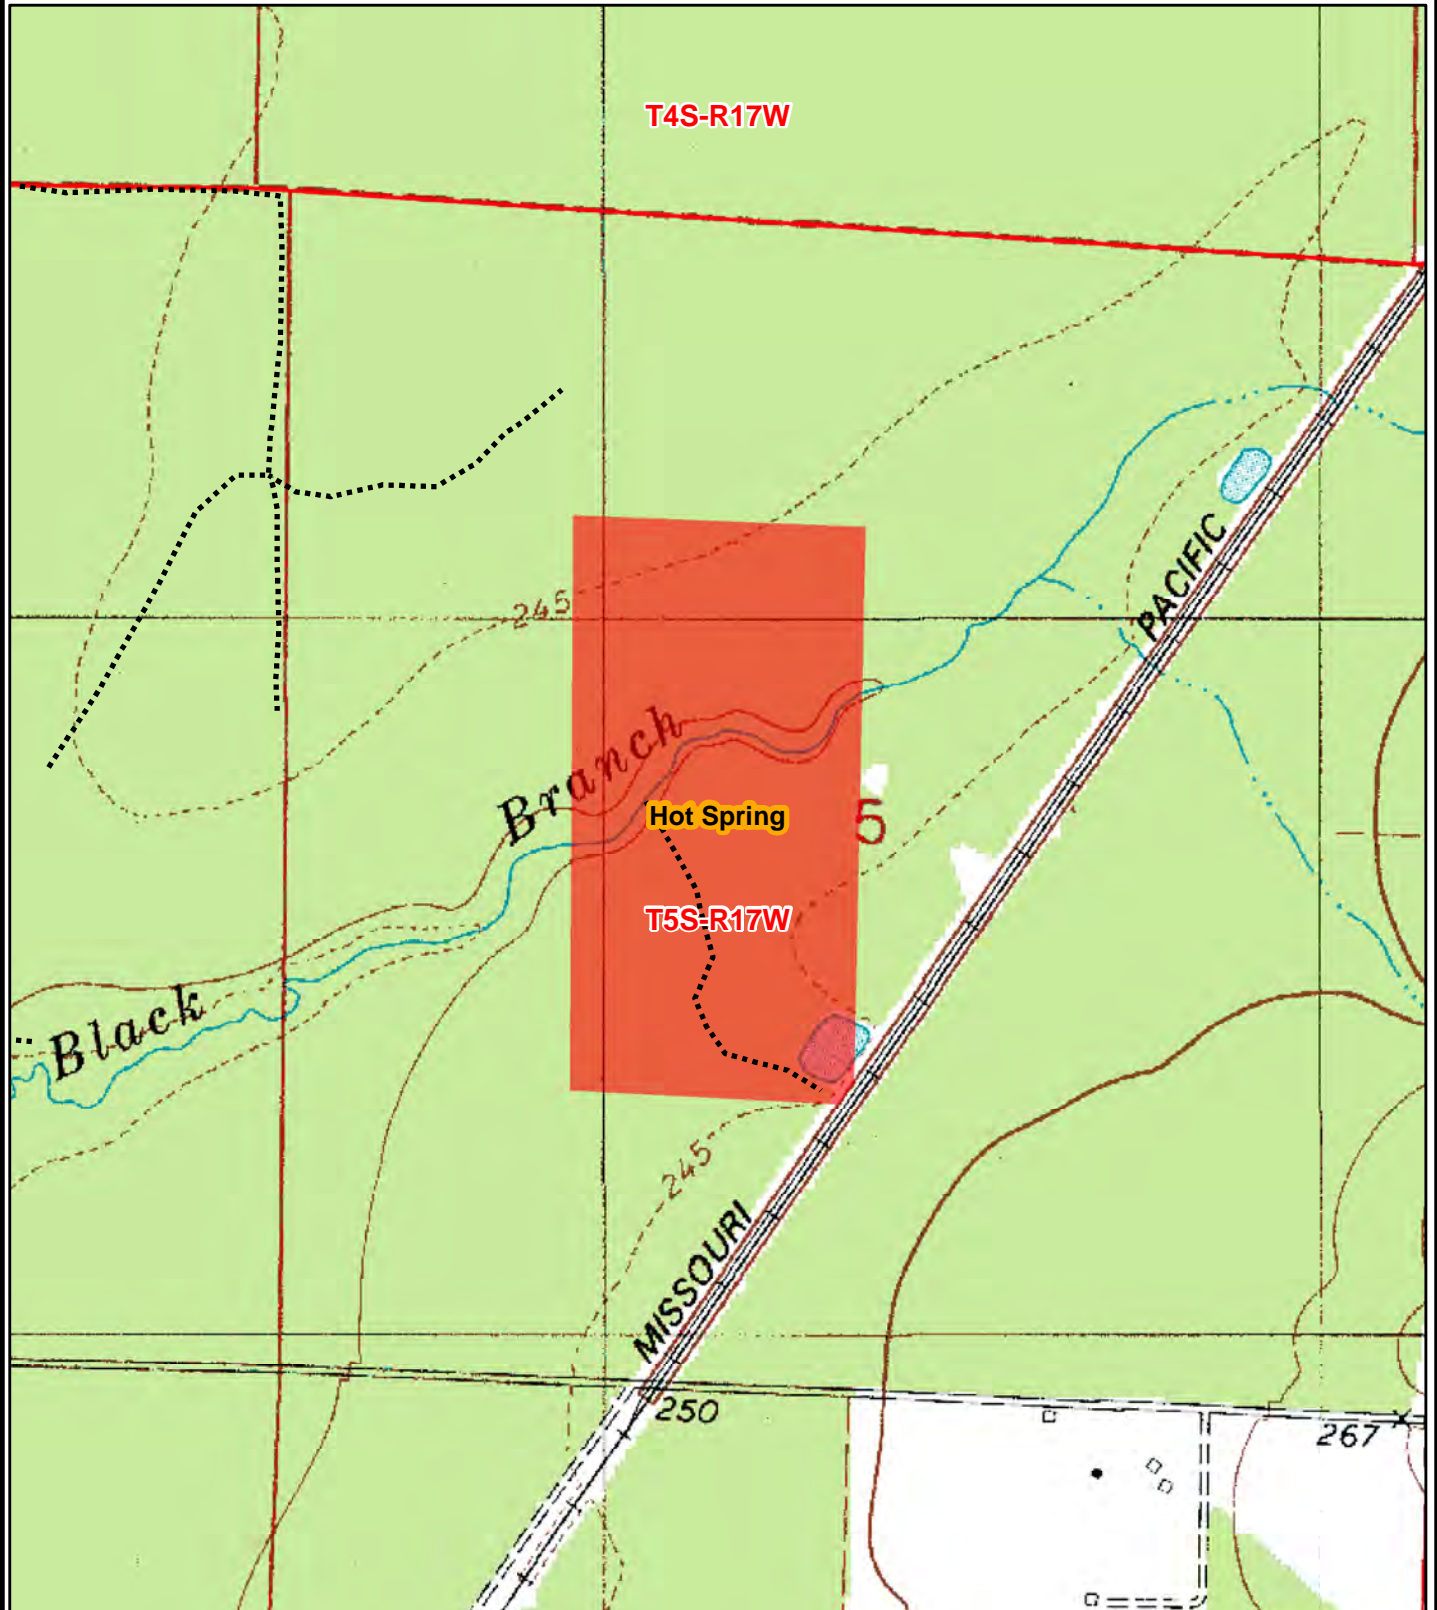 T4S-R17W
PACIFIC
245
Branch
Hot Spring
5
T5S-R17W
Black
245
MISSOURI
250
267